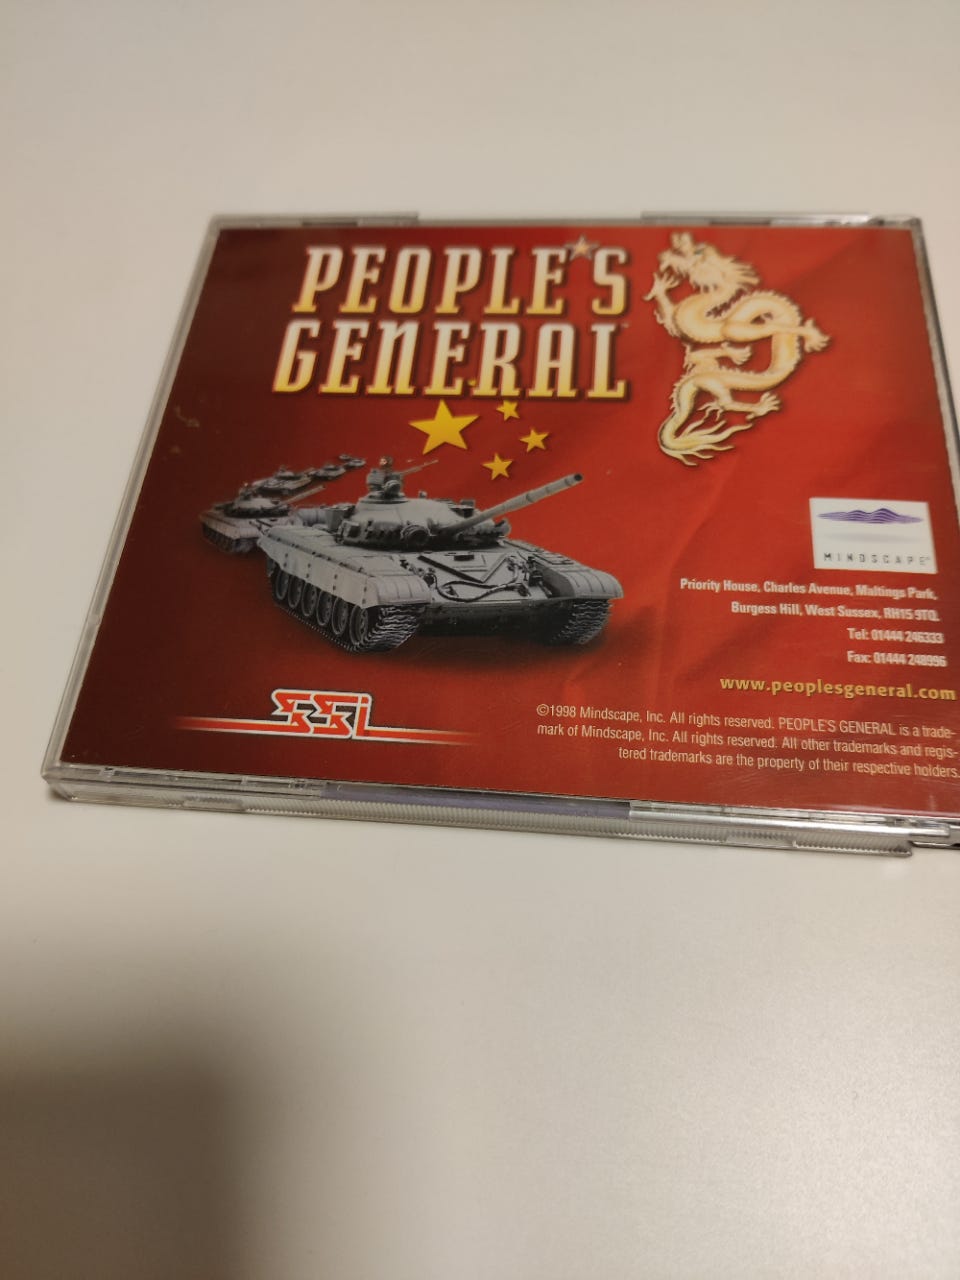 PEOPLE'S
GENERAL™
MINDSCAPE®
Priority House, Charles Avenue, Maltings Park,
Burgess Hill, West Sussex, RH15 9TQ.
Tel: 01444 246333
Fax: 01444 248996
www.peoplesgeneral.com
SSI
©1998 Mindscape, Inc. All rights reserved. PEOPLE'S GENERAL is a trade-
mark of Mindscape, Inc. All rights reserved. All other trademarks and regis-
tered trademarks are the property of their respective holders.